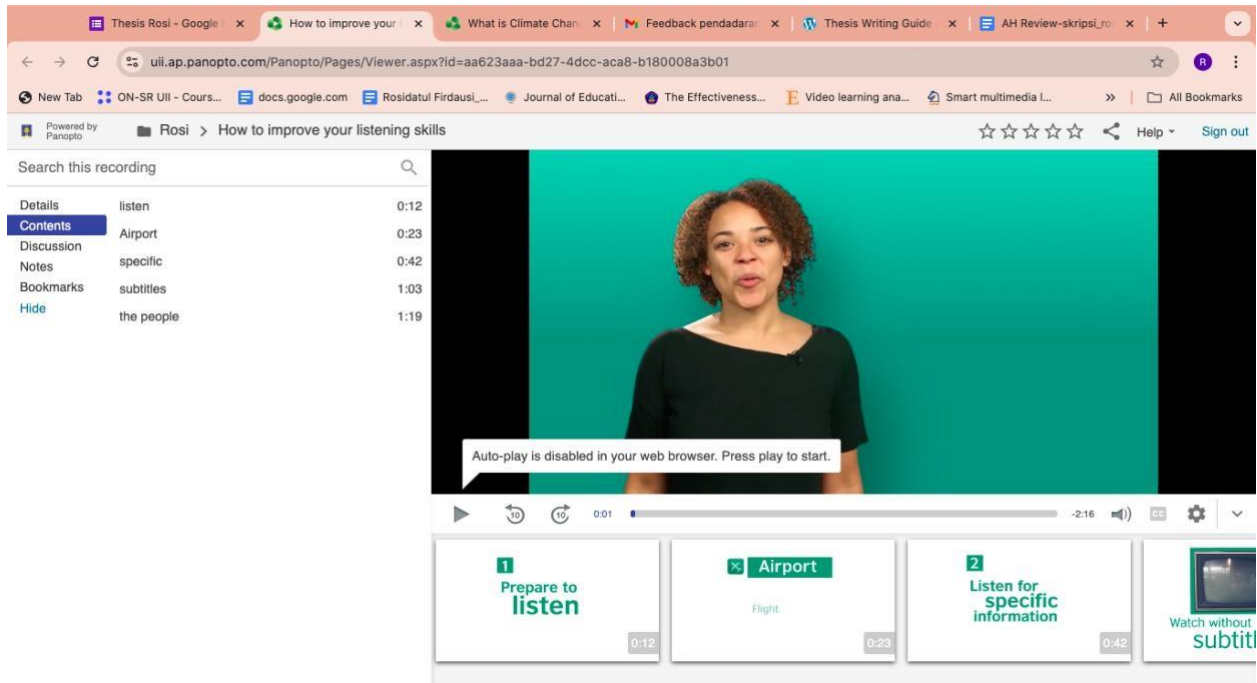 Thesis Rosi - Google
How to improve your
What is Climate Chan
Feedback pendadaran
Thesis Writing Guide
AH Review-skripsi_ro
uii.ap.panopto.com/Panopto/Pages/Viewer.aspx?id=aa623aaa-bd27-4dcc-aca8-b180008a3b01
R
New Tab
ON-SR UII - Cours...
docs.google.com
Rosidatul Firdausi_...
Journal of Educati...
The Effectiveness...
Video learning ana...
Smart multimedia l...
All Bookmarks
Powered by
Panopto
Rosi > How to improve your listening skills
Help
Sign out
Search this recording
Details
Contents
Discussion
Notes
Bookmarks
Hide
listen 0:12
Airport 0:23
specific 0:42
subtitles 1:03
the people 1:19
Auto-play is disabled in your web browser. Press play to start.
10
10
0:01
-2:16
CC
1
Prepare to
listen
0:12
Airport
Flight
0:23
2
Listen for
specific
information
0:42
Watch without
subtitl